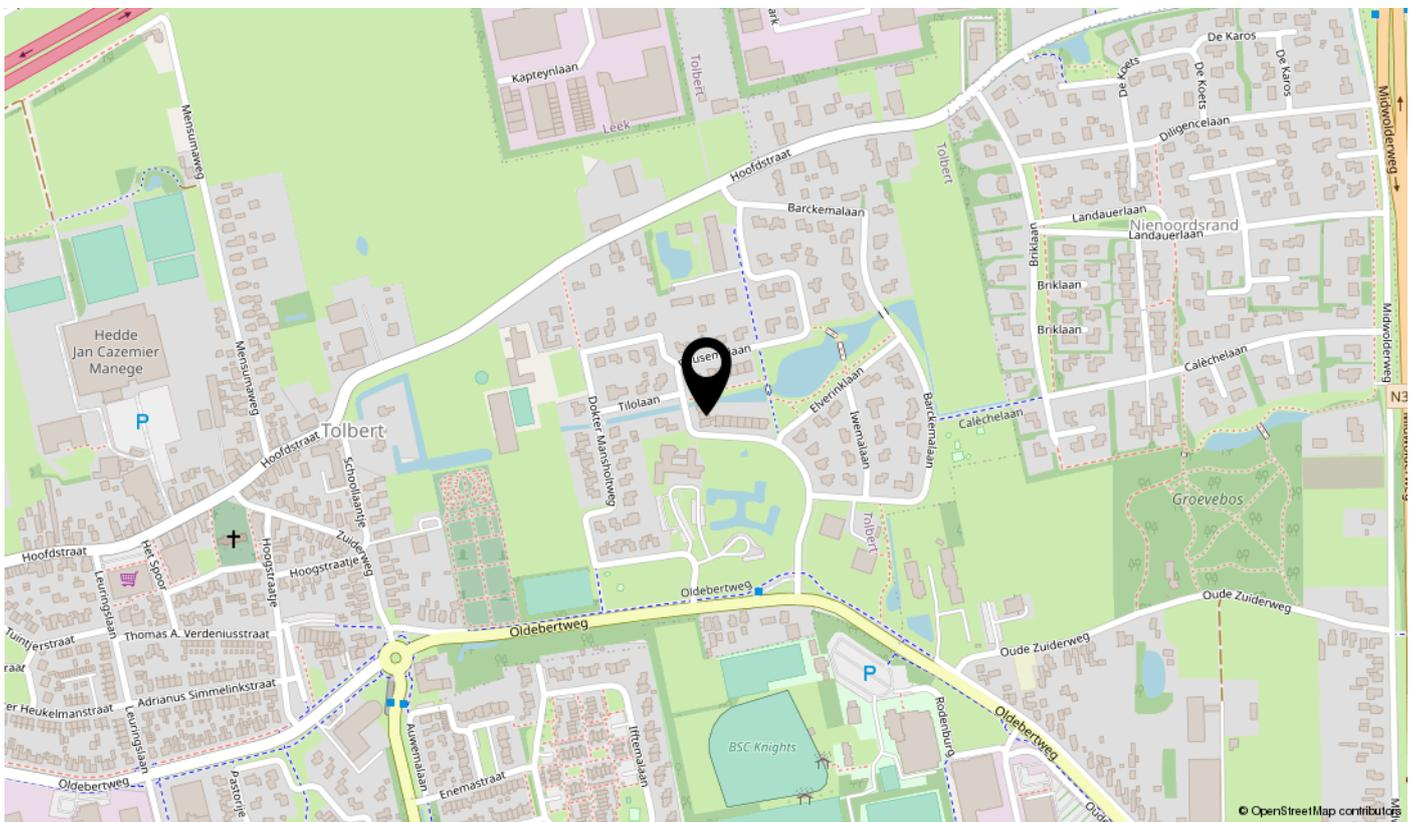 De Karos
De Koets
De Koets
De Karos
Kapteynlaan
Tolbert
Leek
Diligencelaan
Midwolderweg
Mensumaweg
Hoofdstraat
Tolbert
Barckemalaan
Landauerlaan
Nienoordsrand
Landauerlaan
Briklaan
Briklaan
Briklaan
Midwolderweg
Hedde
Jan Cazemier
Manege
Mensumaweg
P
Calèchelaan
Elverinklaan
Tilolaan
Dokter Mansholtweg
Iwemalaan
Barckemalaan
Calèchelaan
Tolbert
Hoofdstraat
Schoollaantje
Groevebos
Tolbert
Hoofdstraat
Het Spoor
Hoogstraatje
Zuiderweg
Hoogstraatje
Leuringslaan
Oldebertweg
Oldebertweg
Oude Zuiderweg
Oude Zuiderweg
Thomas A. Verdeniusstraat
Adrianus Simmelinkstraat
Leuringslaan
P
Rodenburg
Oldebertweg
BSC Knights
Auwemalaan
Iftemalaan
Enemastraat
Oldebertweg
Pastorije
© OpenStreetMap contributors